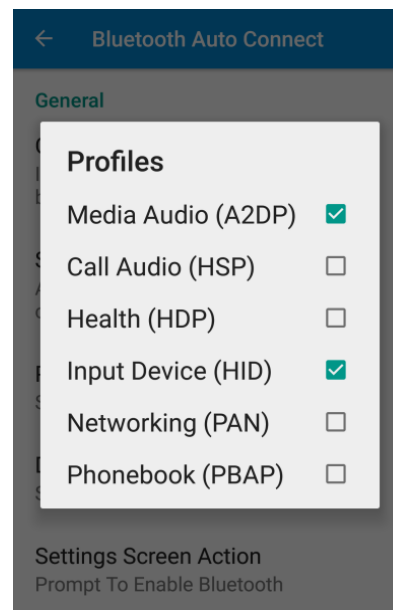 Bluetooth Auto Connect
General
Profiles
Media Audio (A2DP)
Call Audio (HSP)
Health (HDP)
Input Device (HID)
Networking (PAN)
Phonebook (PBAP)
Settings Screen Action
Prompt To Enable Bluetooth